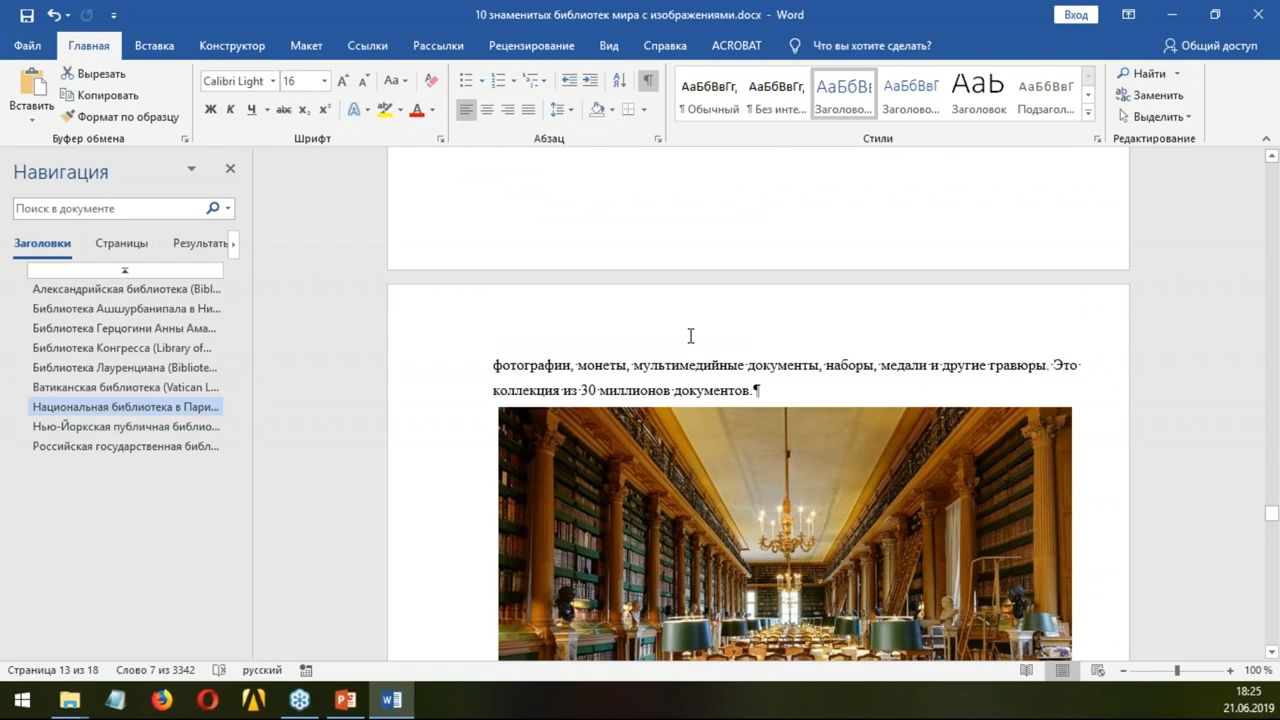 10 знаменитых библиотек мира с изображениями.docx - Word
Вход
Файл Главная Вставка Конструктор Макет Ссылки Рассылки Рецензирование Вид Справка ACROBAT Что вы хотите сделать? Общий доступ
Вставить
Вырезать
Копировать
Формат по образцу
Буфер обмена
Calibri Light 16 Aa
Ж К Ч abc x₂ x² A A
Шрифт
Абзац
АаБбВвГг, АаБбВвГг, АаБбВ АаБбВвГ АаБ АаБбВвГ
¶ Обычный ¶ Без инте... Заголово... Заголово... Заголовок Подзагол...
Стили
Найти
Заменить
Выделить
Редактирование
Навигация
Поиск в документе
Заголовки Страницы Результать
Александрийская библиотека (Bibl...
Библиотека Ашшурбанипала в Ни...
Библиотека Герцогини Анны Ама...
Библиотека Конгресса (Library of...
Библиотека Лауренциана (Bibliote...
Ватиканская библиотека (Vatican L...
Национальная библиотека в Пари...
Нью-Йоркская публичная библио...
Российская государственная библ...
фотографии, монеты, мультимедийные документы, наборы, медали и другие гравюры. Это
коллекция из 30 миллионов документов.¶
Страница 13 из 18 Слово 7 из 3342 русский 100 %
18:25
21.06.2019